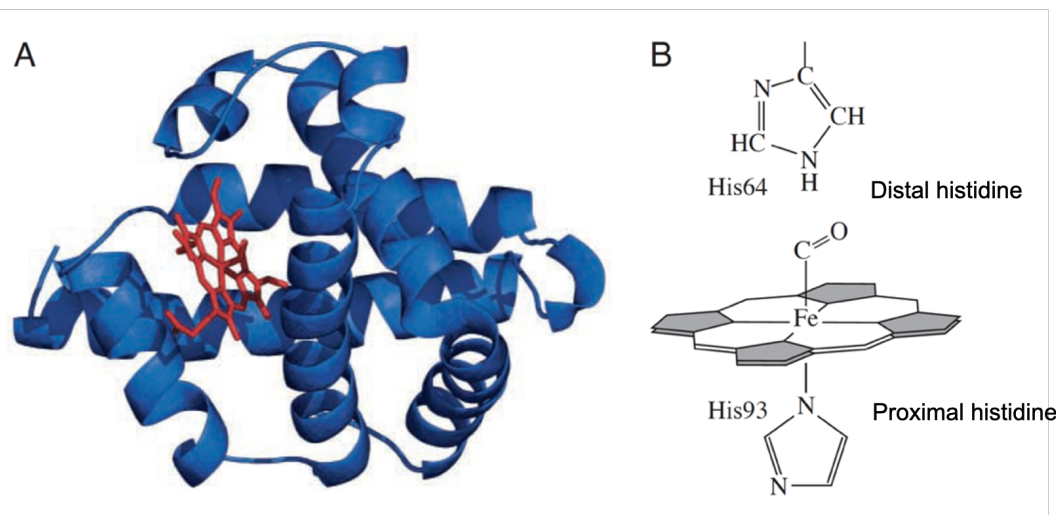 A
B
C
N
CH
HC
N
H
His64
Distal histidine
C
O
Fe
His93
N
Proximal histidine
N